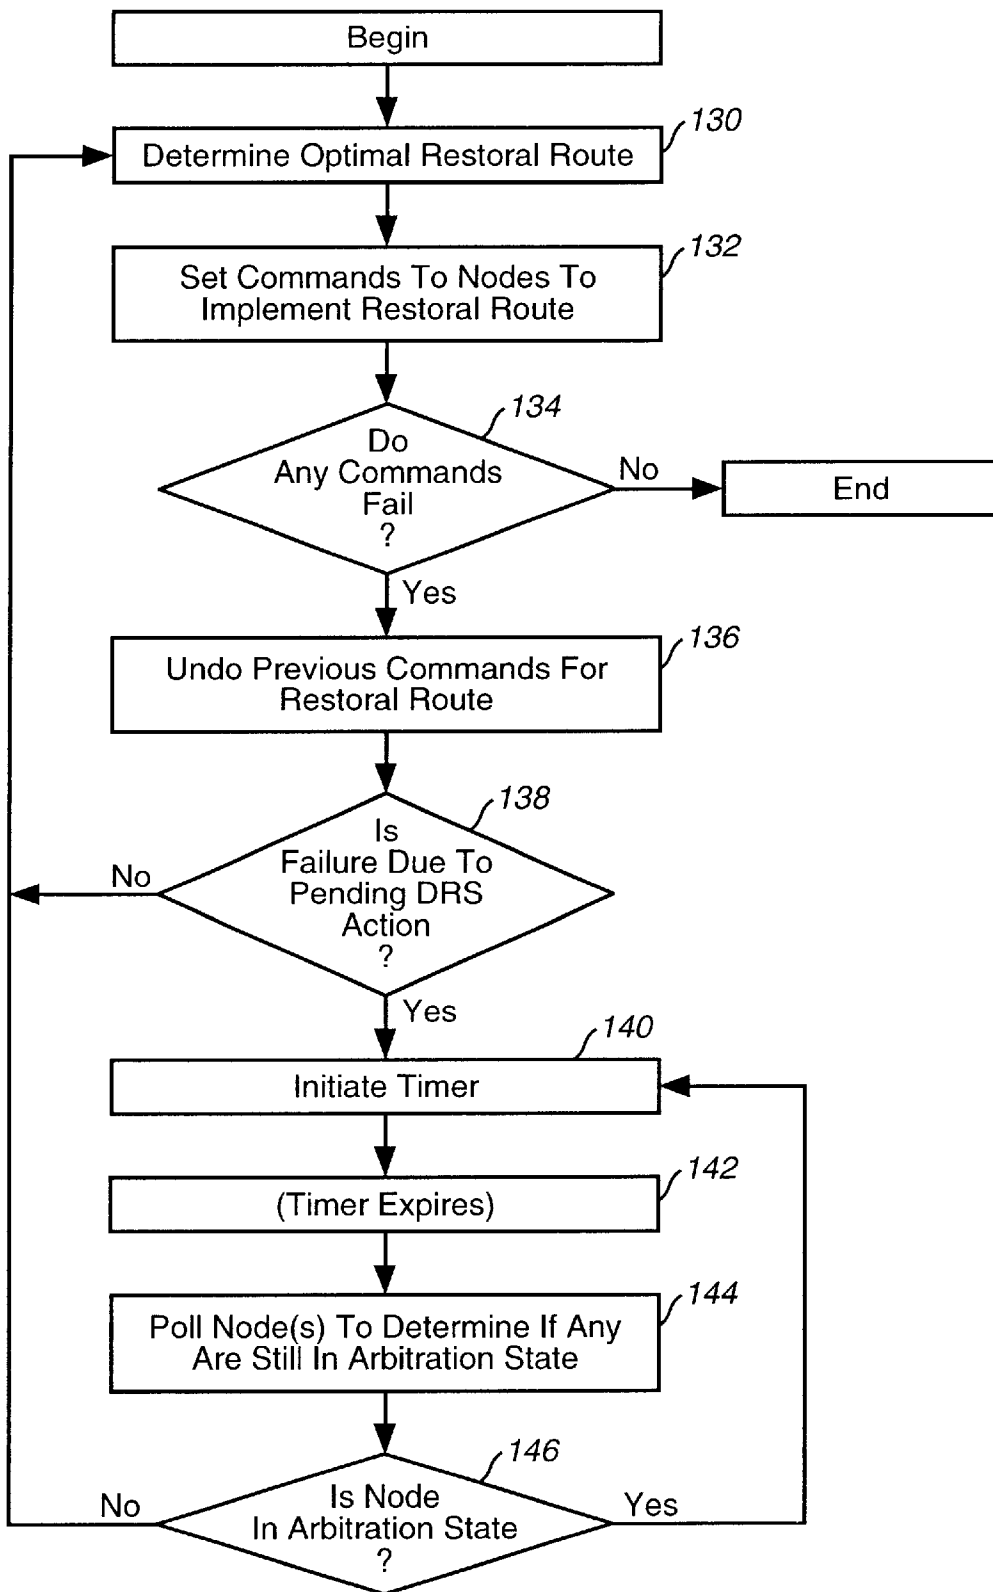 Begin
130
Determine Optimal Restoral Route
132
Set Commands To Nodes To
Implement Restoral Route
134
Do
Any Commands
Fail
?
No
End
Yes
136
Undo Previous Commands For
Restoral Route
138
Is
Failure Due To
Pending DRS
Action
?
No
Yes
140
Initiate Timer
142
(Timer Expires)
144
Poll Node(s) To Determine If Any
Are Still In Arbitration State
146
Is Node
In Arbitration State
?
No
Yes